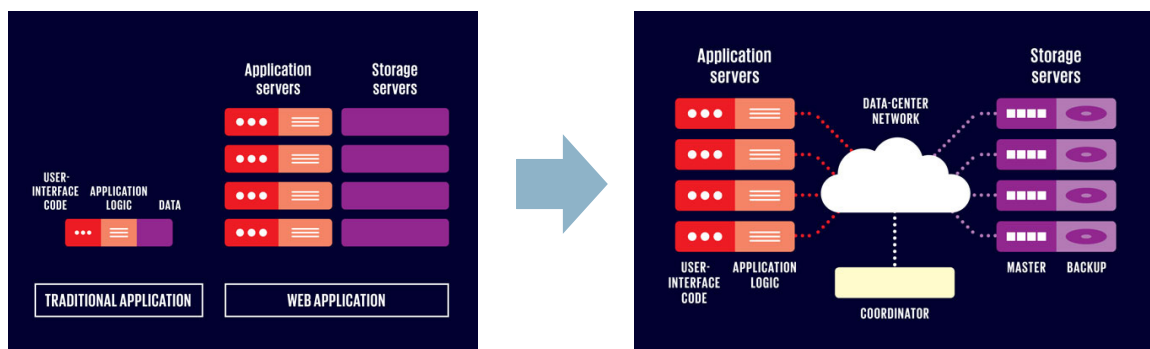 Application
servers
Storage
servers
USER-
INTERFACE
CODE
APPLICATION
LOGIC
DATA
TRADITIONAL APPLICATION
WEB APPLICATION
Application
servers
Storage
servers
DATA-CENTER
NETWORK
USER-
INTERFACE
CODE
APPLICATION
LOGIC
MASTER
BACKUP
COORDINATOR